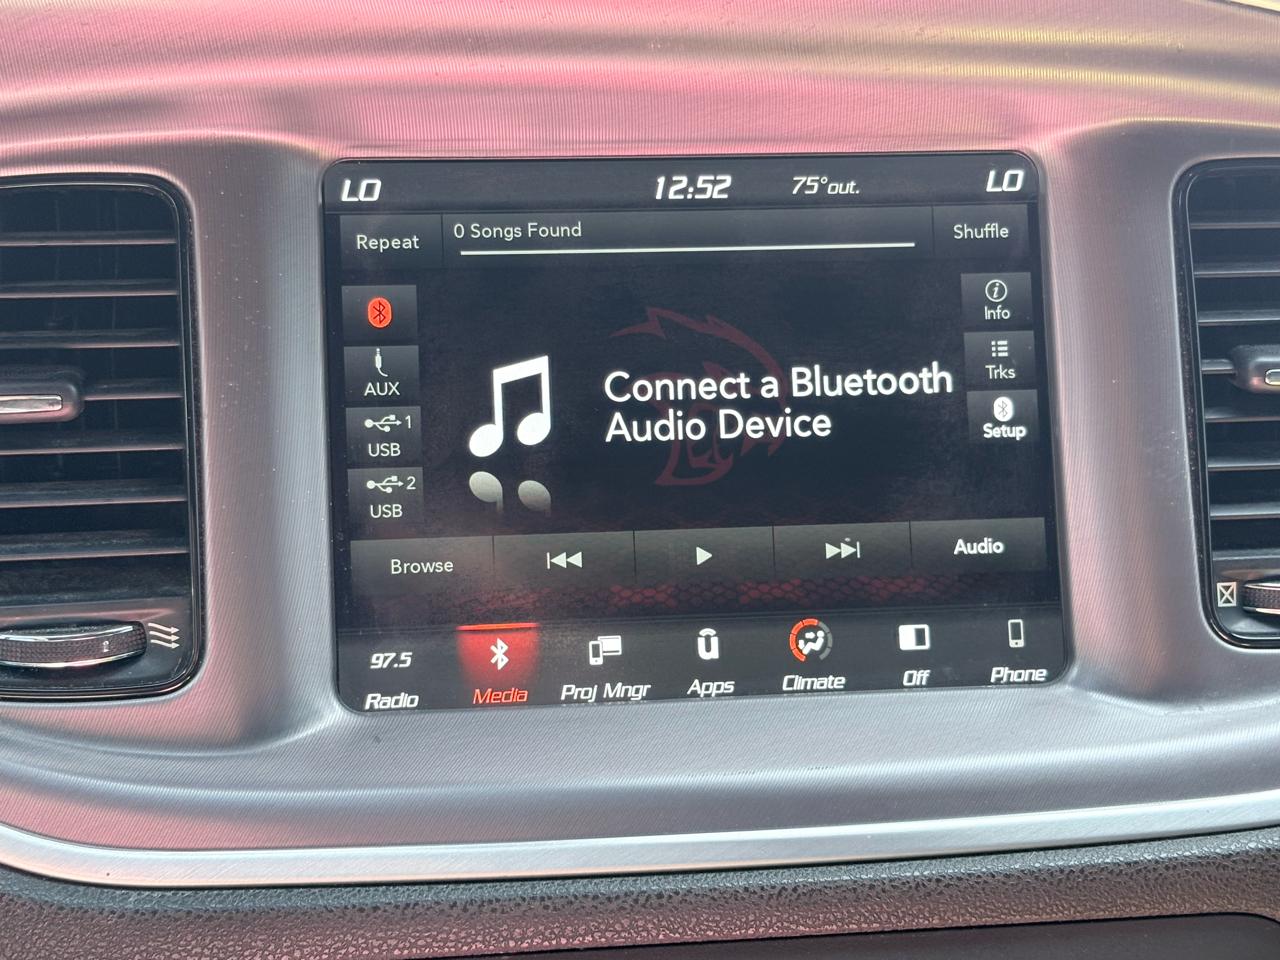 LO 12:52 75°out. LO
Repeat 0 Songs Found Shuffle
Info
AUX
Trks
1
USB
Setup
2
USB
Connect a Bluetooth
Audio Device
Browse Audio
97.5
Radio Media Proj Mngr Apps Climate Off Phone